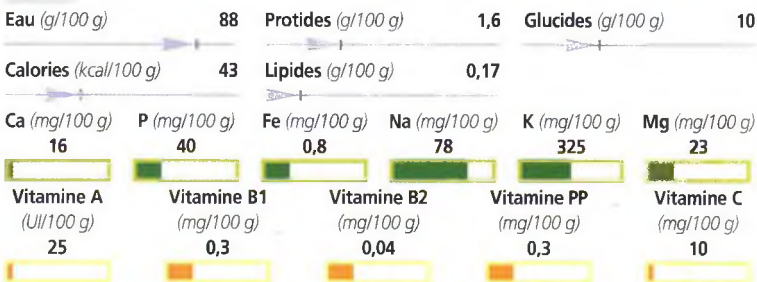 Eau (g/100 g) 88 Protides (g/100 g) 1,6 Glucides (g/100 g) 10
Calories (kcal/100 g) 43 Lipides (g/100 g) 0,17
Ca (mg/100 g) P (mg/100 g) Fe (mg/100 g) Na (mg/100 g) K (mg/100 g) Mg (mg/100 g)
16 40 0,8 78 325 23
Vitamine A Vitamine B1 Vitamine B2 Vitamine PP Vitamine C
(UI/100 g) (mg/100 g) (mg/100 g) (mg/100 g) (mg/100 g)
25 0,3 0,04 0,3 10